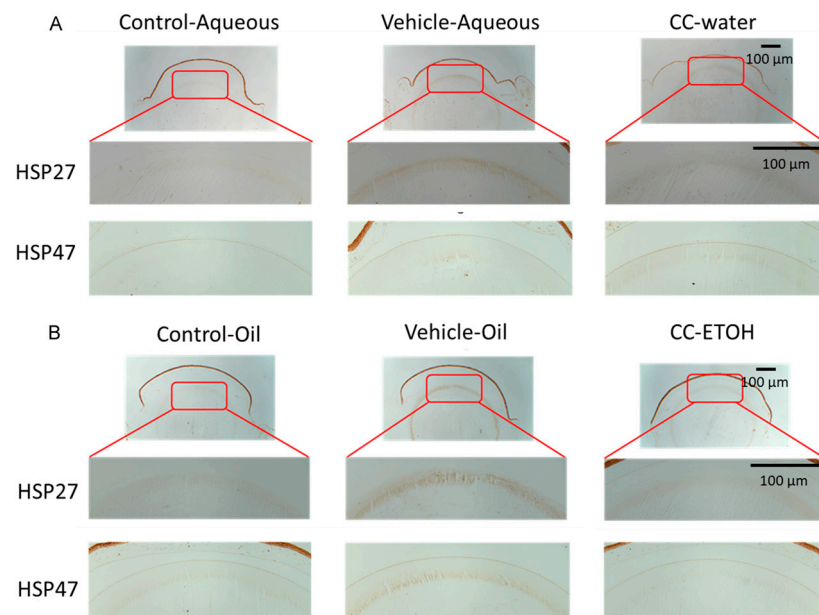 A
Control-Aqueous Vehicle-Aqueous CC-water
100 µm
HSP27
100 µm
HSP47
B
Control-Oil Vehicle-Oil CC-ETOH
100 µm
HSP27
100 µm
HSP47